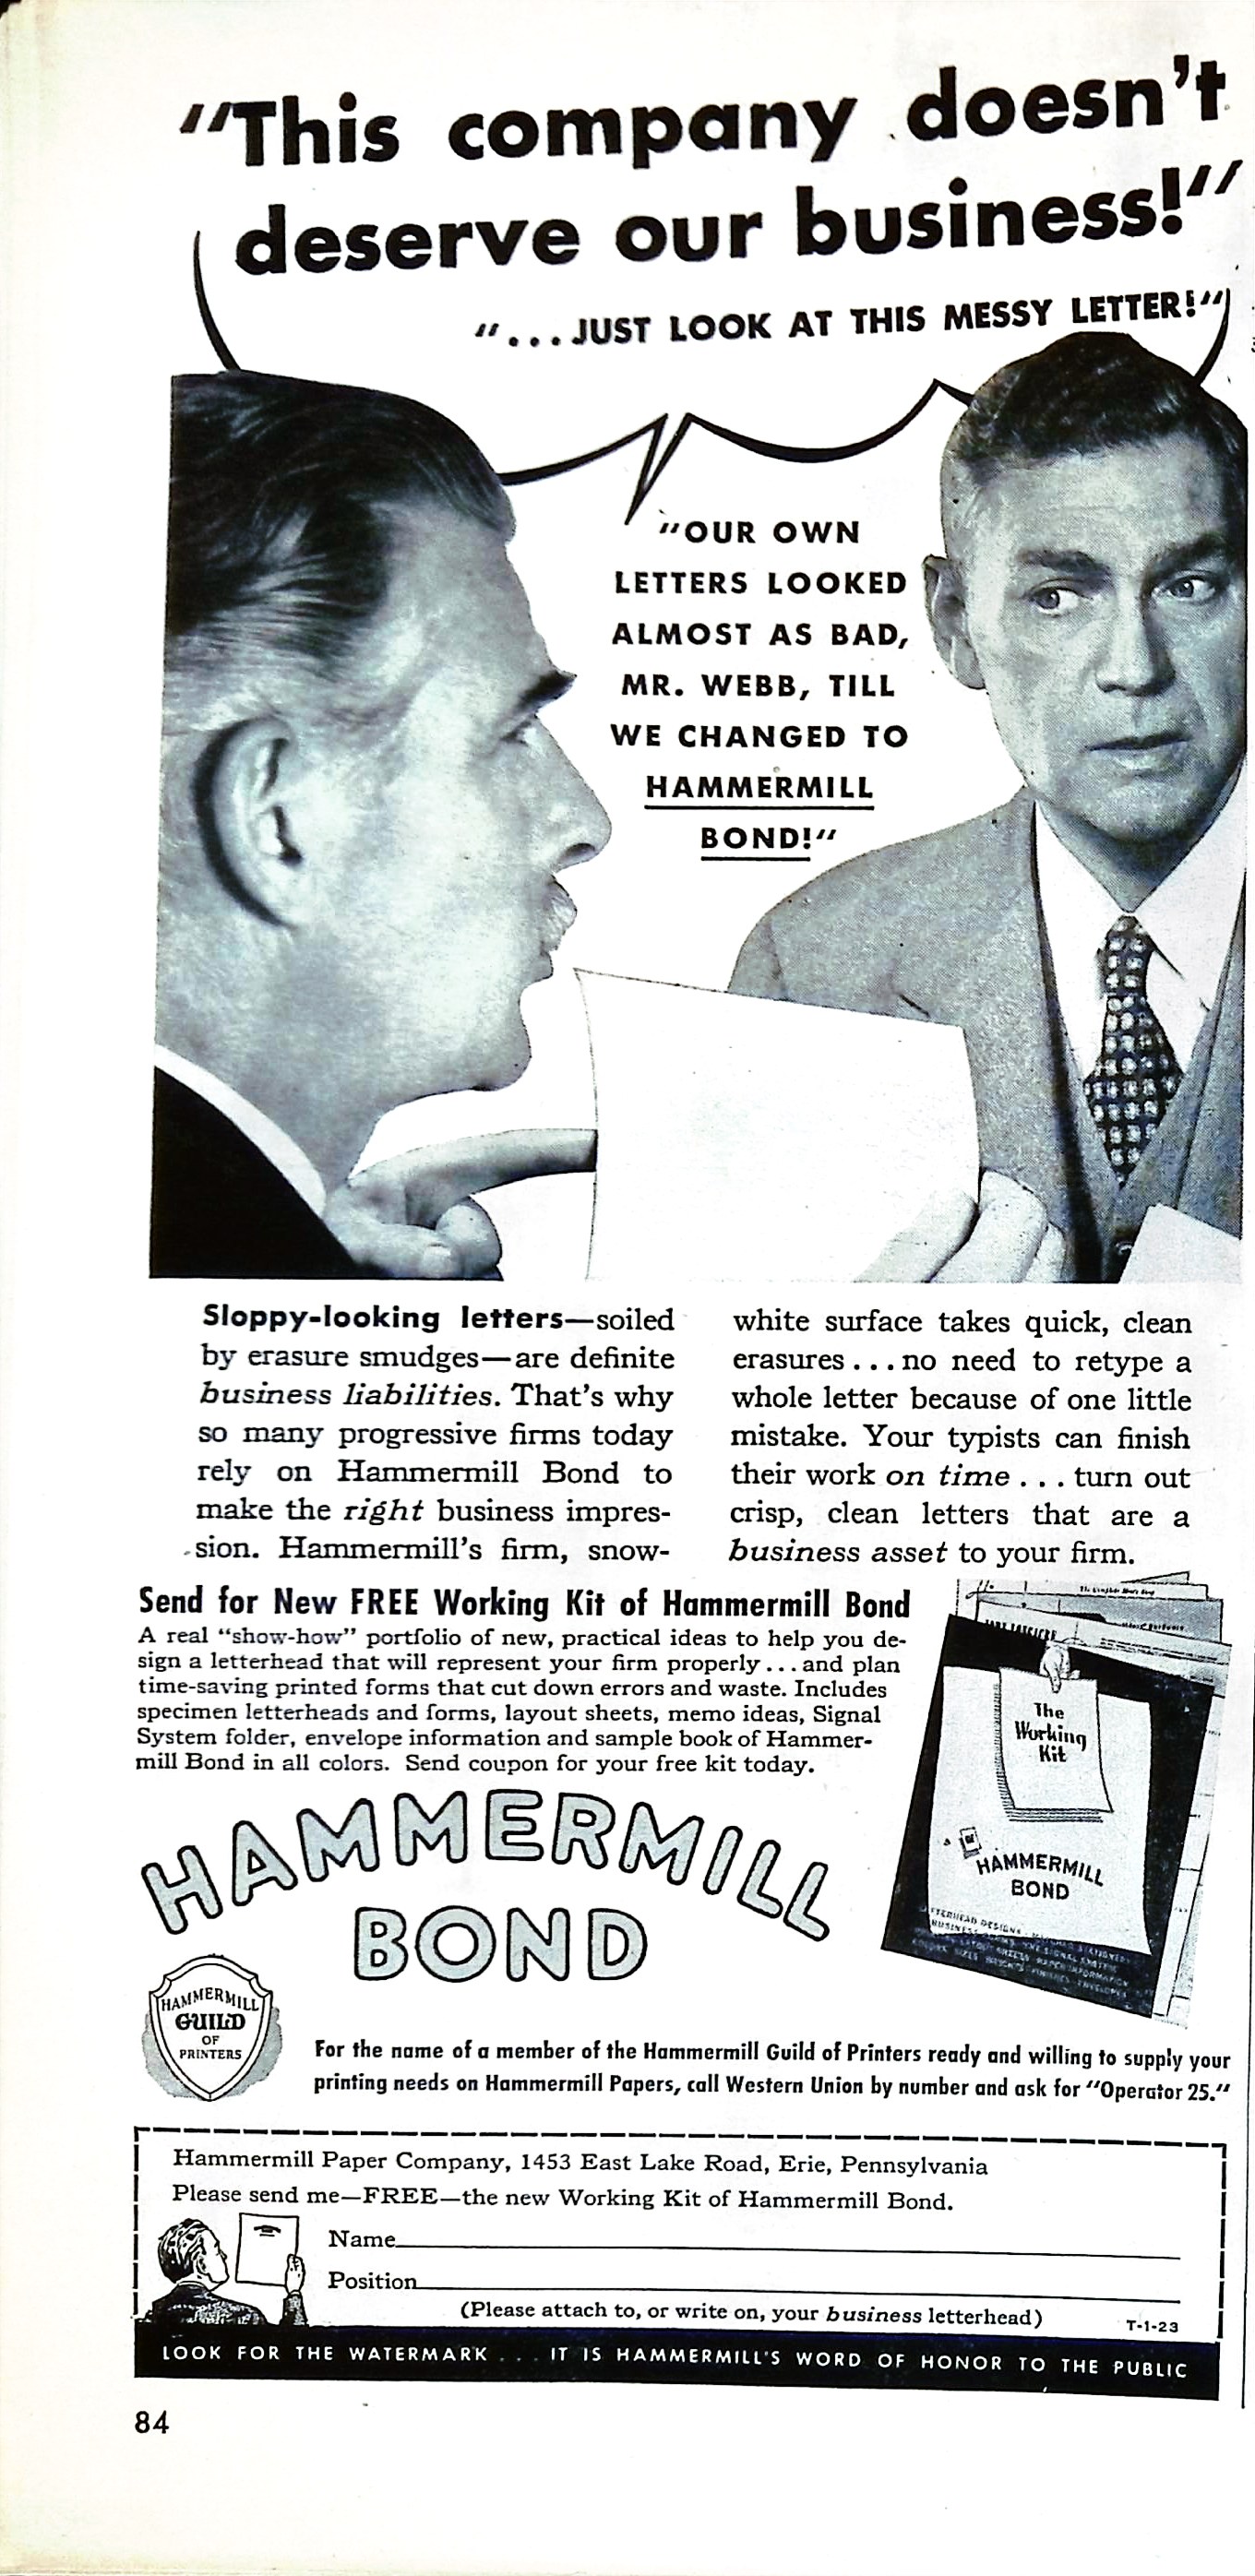 "This company doesn't
deserve our business!"
"...JUST LOOK AT THIS MESSY LETTER!"
"OUR OWN
LETTERS LOOKED
ALMOST AS BAD,
MR. WEBB, TILL
WE CHANGED TO
HAMMERMILL
BOND!"
Sloppy-looking letters—soiled
by erasure smudges—are definite
business liabilities. That's why
so many progressive firms today
rely on Hammermill Bond to
make the right business impres-
sion. Hammermill's firm, snow-
white surface takes quick, clean
erasures...no need to retype a
whole letter because of one little
mistake. Your typists can finish
their work on time...turn out
crisp, clean letters that are a
business asset to your firm.
Send for New FREE Working Kit of Hammermill Bond
A real "show-how" portfolio of new, practical ideas to help you de-
sign a letterhead that will represent your firm properly...and plan
time-saving printed forms that cut down errors and waste. Includes
specimen letterheads and forms, layout sheets, memo ideas, Signal
System folder, envelope information and sample book of Hammer-
mill Bond in all colors. Send coupon for your free kit today.
The
Working
Kit
HAMMERMILL
BOND
HAMMERMILL
BOND
HAMMERMILL
GUILD
OF
PRINTERS
For the name of a member of the Hammermill Guild of Printers ready and willing to supply your
printing needs on Hammermill Papers, call Western Union by number and ask for "Operator 25."
Hammermill Paper Company, 1453 East Lake Road, Erie, Pennsylvania
Please send me—FREE—the new Working Kit of Hammermill Bond.
Name
Position
(Please attach to, or write on, your business letterhead)
T-1-23
LOOK FOR THE WATERMARK...IT IS HAMMERMILL'S WORD OF HONOR TO THE PUBLIC
84